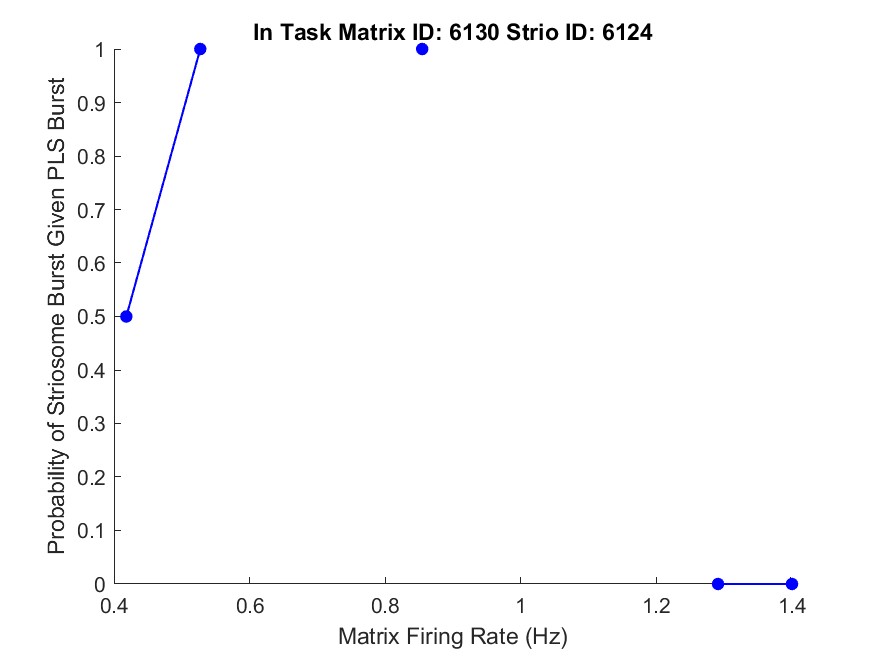 In Task Matrix ID: 6130 Strio ID: 6124
Probability of Striosome Burst Given PLS Burst
1
0.9
0.8
0.7
0.6
0.5
0.4
0.3
0.2
0.1
0
0.4 0.6 0.8 1 1.2 1.4
Matrix Firing Rate (Hz)